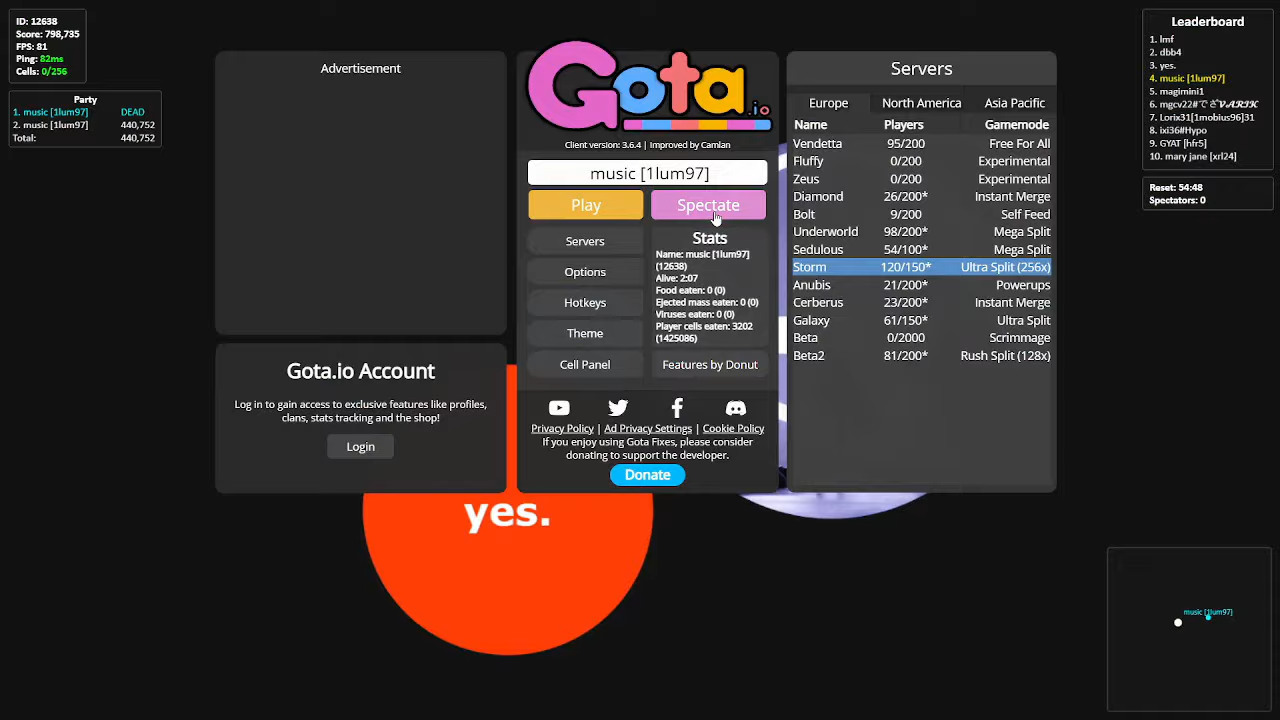 ID: 12638
Score: 798,735
FPS: 81
Ping: 82ms
Cells: 0/256
Party
1. music [1lum97] DEAD
2. music [1lum97] 440,752
Total: 440,752
Advertisement
Gota.io Account
Log in to gain access to exclusive features like profiles,
clans, stats tracking and the shop!
Login
Gota.io
Client version: 3.6.4 | Improved by Camlan
music [1lum97]
Play Spectate
Servers
Options
Hotkeys
Theme
Cell Panel
Stats
Name: music [1lum97]
(12638)
Alive: 2:07
Food eaten: 0 (0)
Ejected mass eaten: 0 (0)
Viruses eaten: 0 (0)
Player cells eaten: 3202
(1425086)
Features by Donut
Privacy Policy | Ad Privacy Settings | Cookie Policy
If you enjoy using Gota Fixes, please consider
donating to support the developer.
Donate
Servers
Europe North America Asia Pacific
Name Players Gamemode
Vendetta 95/200 Free For All
Fluffy 0/200 Experimental
Zeus 0/200 Experimental
Diamond 26/200* Instant Merge
Bolt 9/200 Self Feed
Underworld 98/200* Mega Split
Sedulous 54/100* Mega Split
Storm 120/150* Ultra Split (256x)
Anubis 21/200* Powerups
Cerberus 23/200* Instant Merge
Galaxy 61/150* Ultra Split
Beta 0/2000 Scrimmage
Beta2 81/200* Rush Split (128x)
Leaderboard
1. lmf
2. dbb4
3. yes.
4. music [1lum97]
5. magimini1
6. mgcv22#
7. Lorix31[1mobius96]31
8. ixi36#Hypo
9. GYAT [hfr5]
10. mary jane [xrl24]
Reset: 54:48
Spectators: 0
yes.
music [1lum97]